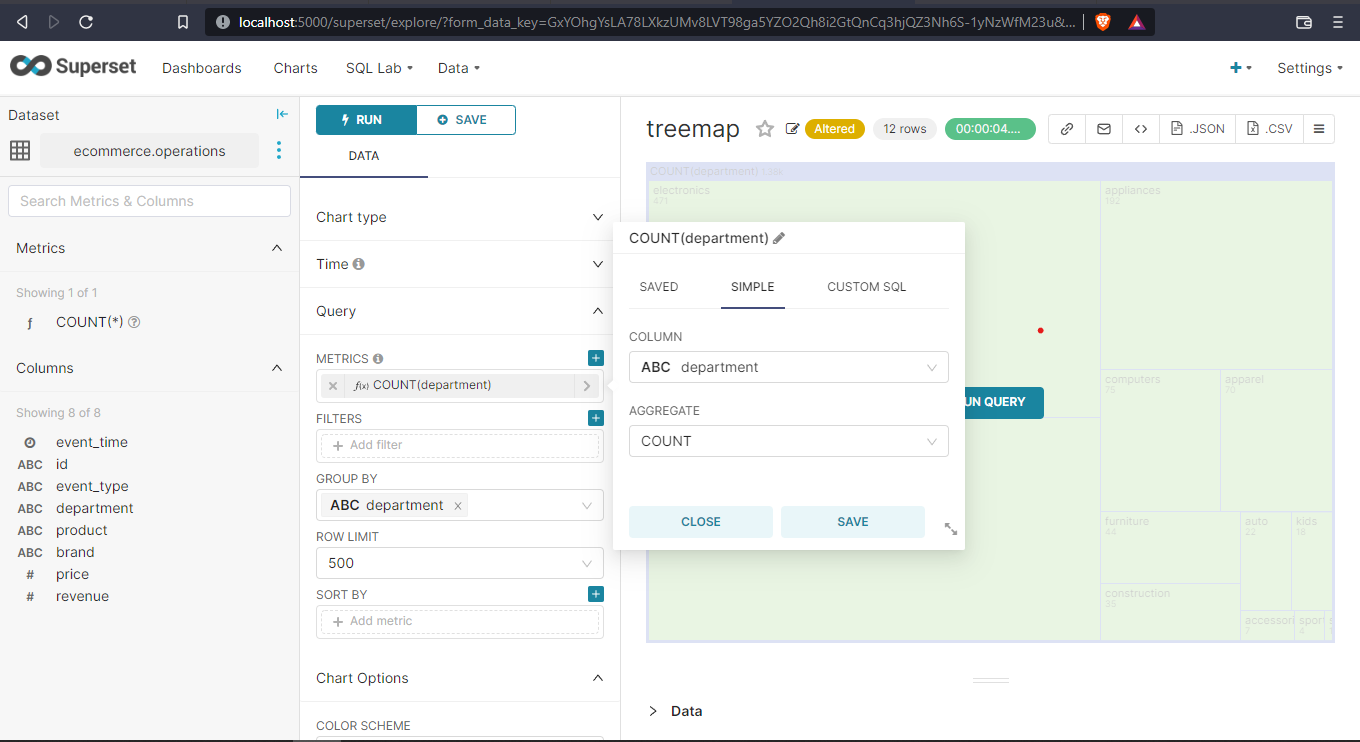 localhost:5000/superset/explore/?form_data_key=GxYOhgYsLA78LXkzUMv8LVT98ga5YZO2Qh8i2GtQnCq3hjQZ3Nh6S-1yNzWfM23u&...
Superset Dashboards Charts SQL Lab Data + Settings
Dataset
ecommerce.operations
Search Metrics & Columns
Metrics
Showing 1 of 1
ƒ COUNT(*)
Columns
Showing 8 of 8
event_time
ABC id
ABC event_type
ABC department
ABC product
ABC brand
# price
# revenue
RUN SAVE
DATA
Chart type
Time
Query
METRICS
f(x) COUNT(department)
FILTERS
+ Add filter
GROUP BY
ABC department x
ROW LIMIT
500
SORT BY
+ Add metric
Chart Options
COLOR SCHEME
treemap Altered 12 rows 00:00:04.... .JSON .CSV
COUNT(department)
electronics
471
appliances
192
COUNT(department)
SAVED SIMPLE CUSTOM SQL
COLUMN
ABC department
AGGREGATE
COUNT
CLOSE SAVE
UN QUERY
computers
75
apparel
70
furniture
44
auto
22
kids
18
construction
35
accessori
7
sport
4
Data